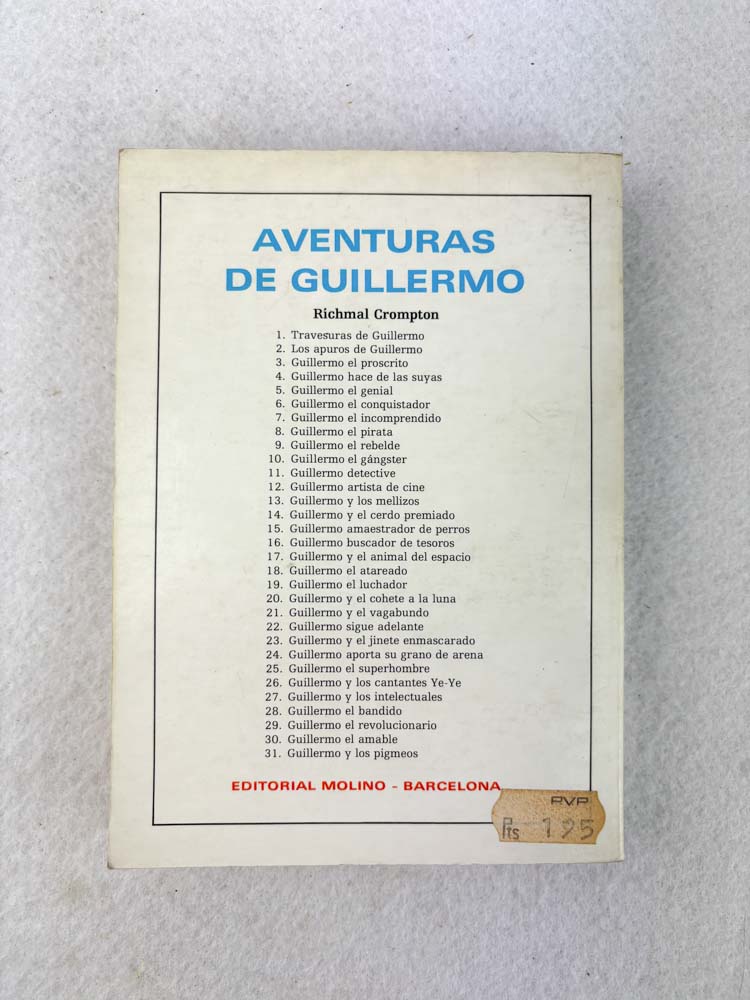 AVENTURAS
DE GUILLERMO
Richmal Crompton
1. Travesuras de Guillermo
2. Los apuros de Guillermo
3. Guillermo el proscrito
4. Guillermo hace de las suyas
5. Guillermo el genial
6. Guillermo el conquistador
7. Guillermo el incomprendido
8. Guillermo el pirata
9. Guillermo el rebelde
10. Guillermo el gángster
11. Guillermo detective
12. Guillermo artista de cine
13. Guillermo y los mellizos
14. Guillermo y el cerdo premiado
15. Guillermo amaestrador de perros
16. Guillermo buscador de tesoros
17. Guillermo y el animal del espacio
18. Guillermo el atareado
19. Guillermo el luchador
20. Guillermo y el cohete a la luna
21. Guillermo y el vagabundo
22. Guillermo sigue adelante
23. Guillermo y el jinete enmascarado
24. Guillermo aporta su grano de arena
25. Guillermo el superhombre
26. Guillermo y los cantantes Ye-Ye
27. Guillermo y los intelectuales
28. Guillermo el bandido
29. Guillermo el revolucionario
30. Guillermo el amable
31. Guillermo y los pigmeos
EDITORIAL MOLINO - BARCELONA
PVP
Pts 195